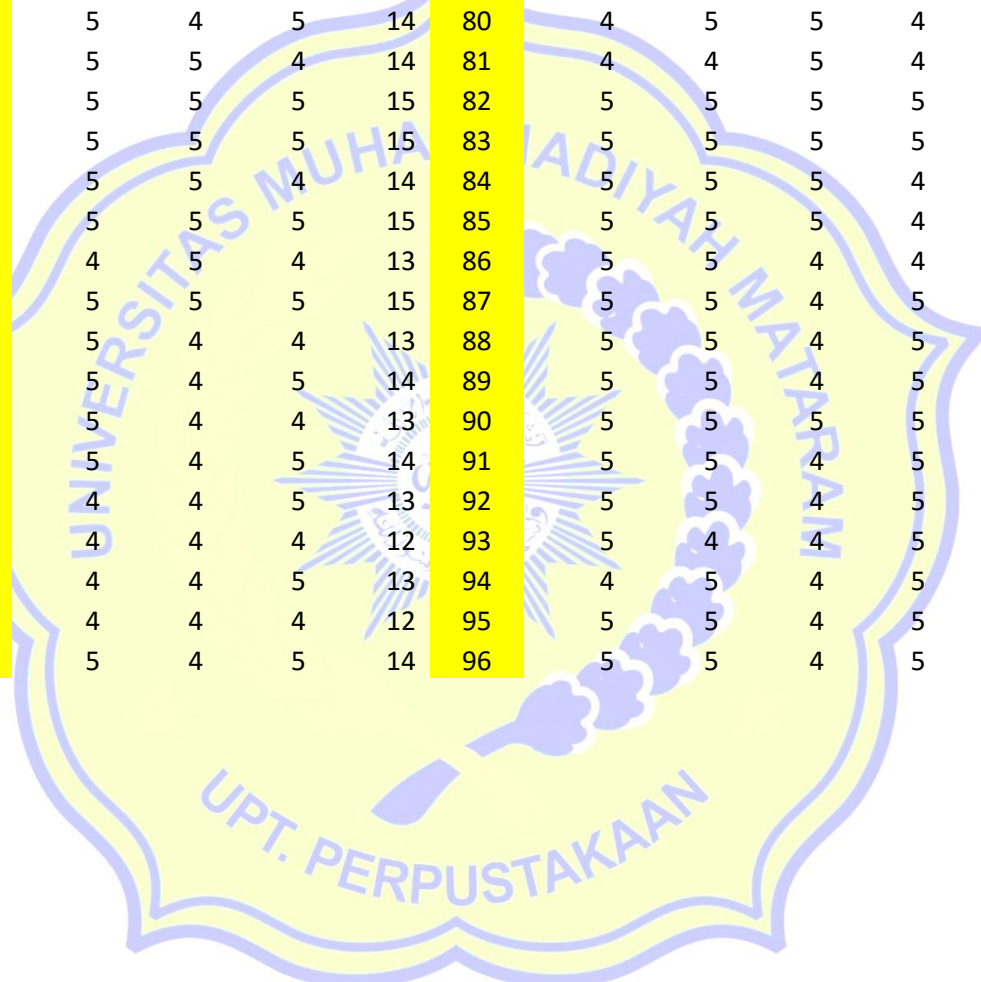 5 4 5 14 80 4 5 5 4
5 5 4 14 81 4 4 5 4
5 5 5 15 82 5 5 5 5
5 5 5 15 83 5 5 5 5
5 5 4 14 84 5 5 5 4
5 5 5 15 85 5 5 5 4
4 5 4 13 86 5 5 4 4
5 5 5 15 87 5 5 4 5
5 4 4 13 88 5 5 4 5
5 4 5 14 89 5 5 4 5
5 4 4 13 90 5 5 5 5
5 4 5 14 91 5 5 4 5
4 4 5 13 92 5 5 4 5
4 4 4 12 93 5 4 4 5
4 4 5 13 94 4 5 4 5
4 4 4 12 95 5 5 4 5
5 4 5 14 96 5 5 4 5
UNIVERSITAS MUHAMMADIYAH MATARAM
UPT. PERPUSTAKAAN